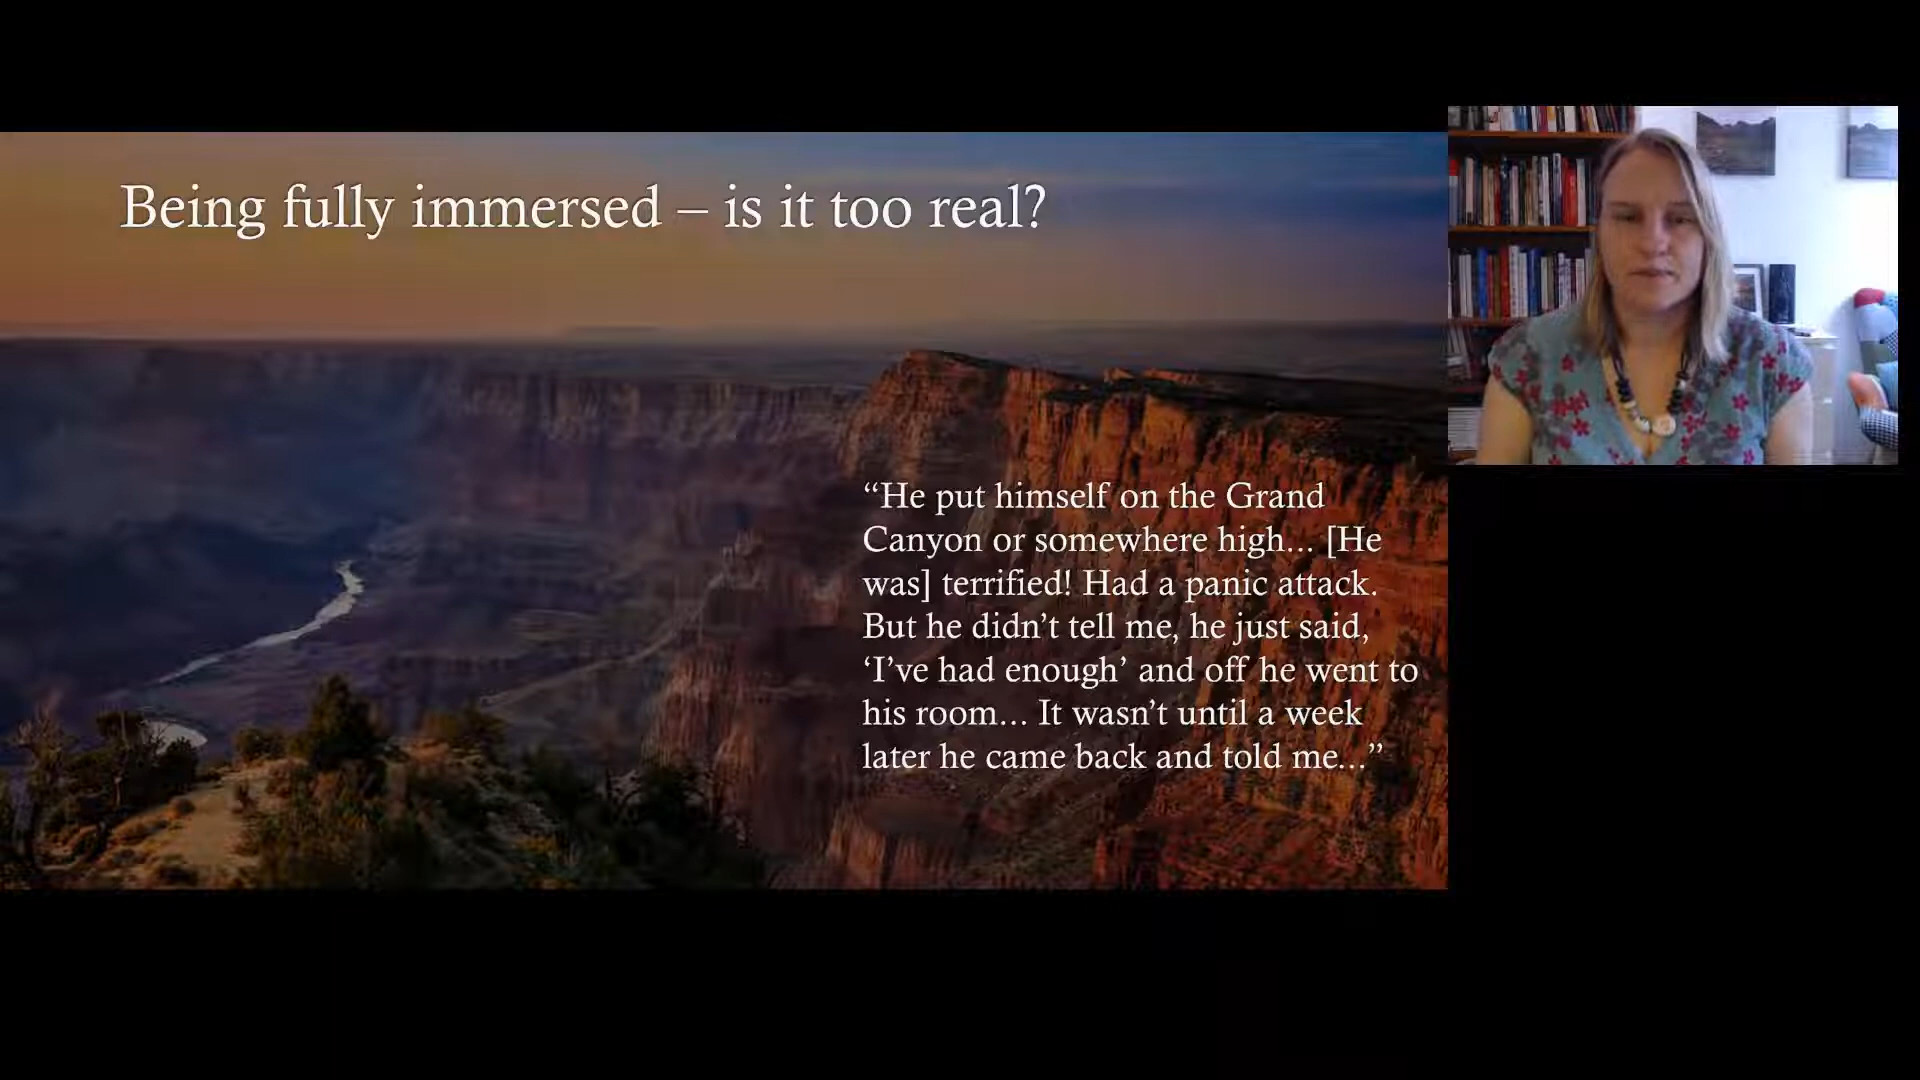 Being fully immersed – is it too real?
“He put himself on the Grand
Canyon or somewhere high... [He
was] terrified! Had a panic attack.
But he didn’t tell me, he just said,
‘I’ve had enough’ and off he went to
his room... It wasn’t until a week
later he came back and told me...”